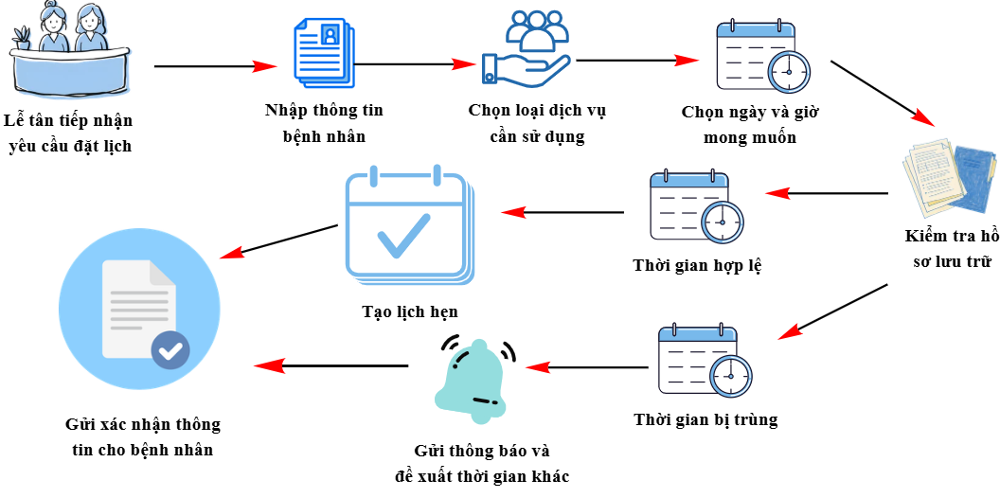 Lễ tân tiếp nhận
yêu cầu đặt lịch
Nhập thông tin
bệnh nhân
Chọn loại dịch vụ
cần sử dụng
Chọn ngày và giờ
mong muốn
Kiểm tra hồ
sơ lưu trữ
Thời gian hợp lệ
Tạo lịch hẹn
Thời gian bị trùng
Gửi thông báo và
đề xuất thời gian khác
Gửi xác nhận thông
tin cho bệnh nhân